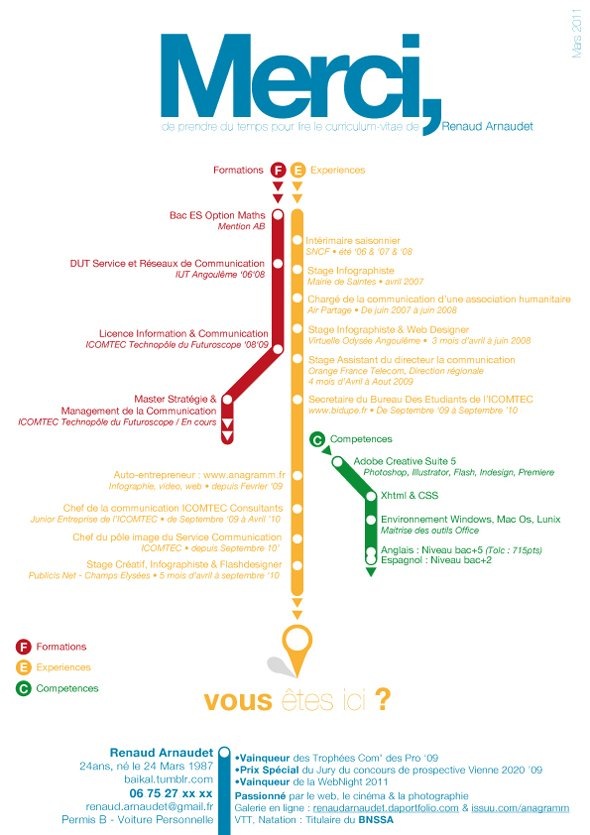 Mars 2011
Merci,
de prendre du temps pour lire le curriculum-vitae de Renaud Arnaudet
Formations F
E Experiences
Bac ES Option Maths
Mention AB
DUT Service et Réseaux de Communication
IUT Angoulême '06'08
Licence Information & Communication
ICOMTEC Technopôle du Futuroscope '08'09
Master Stratégie &
Management de la Communication
ICOMTEC Technopôle du Futuroscope / En cours
Intérimaire saisonnier
SNCF • été '06 & '07 & '08
Stage Infographiste
Mairie de Saintes • avril 2007
Chargé de la communication d'une association humanitaire
Air Partage • De juin 2007 à juin 2008
Stage Infographiste & Web Designer
Virtuelle Odysée Angoulême • 3 mois d'avril à juin 2008
Stage Assistant du directeur la communication
Orange France Telecom, Direction régionale
4 mois d'Avril à Aout 2009
Secretaire du Bureau Des Etudiants de l'ICOMTEC
www.bidupe.fr • De Septembre '09 à Septembre '10
Auto-entrepreneur : www.anagramm.fr
Infographie, video, web • depuis Fevrier '09
Chef de la communication ICOMTEC Consultants
Junior Entreprise de l'ICOMTEC • de Septembre '09 à Avril '10
Chef du pôle image du Service Communication
ICOMTEC • depuis Septembre 10'
Stage Créatif, Infographiste & Flashdesigner
Publicis Net - Champs Elysées • 5 mois d'avril à septembre '10
C Competences
Adobe Creative Suite 5
Photoshop, Illustrator, Flash, Indesign, Premiere
Xhtml & CSS
Environnement Windows, Mac Os, Lunix
Maitrise des outils Office
Anglais : Niveau bac+5 (Toic : 715pts)
Espagnol : Niveau bac+2
F Formations
E Experiences
C Competences
vous êtes ici ?
Renaud Arnaudet
24ans, né le 24 Mars 1987
baikal.tumblr.com
06 75 27 xx xx
renaud.arnaudet@gmail.fr
Permis B - Voiture Personnelle
•Vainqueur des Trophées Com' des Pro '09
•Prix Spécial du Jury du concours de prospective Vienne 2020 '09
•Vainqueur de la WebNight 2011
Passionné par le web, le cinéma & la photographie
Galerie en ligne : renaudarnaudet.daportfolio.com & issuu.com/anagramm
VTT, Natation : Titulaire du BNSSA